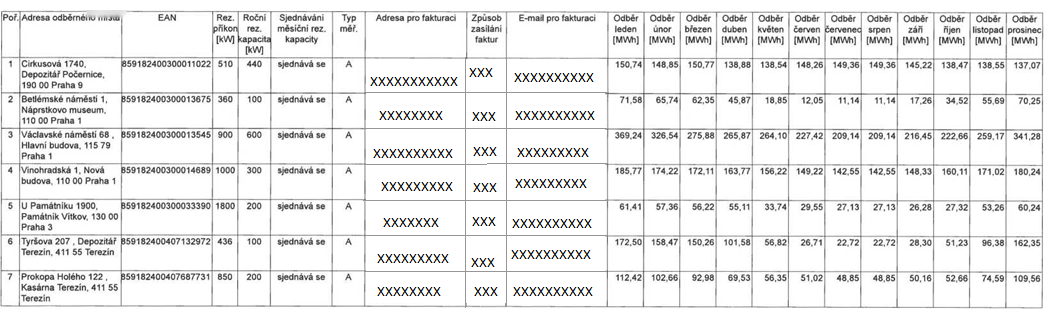 Poř. Adresa odběrného místa EAN Rez. příkon [kW] Roční rez. kapacita [kW] Sjednávání měsíční rez. kapacity Typ měř. Adresa pro fakturaci Způsob zasílání faktur E-mail pro fakturaci Odběr leden [MWh] Odběr únor [MWh] Odběr březen [MWh] Odběr duben [MWh] Odběr květen [MWh] Odběr červen [MWh] Odběr červenec [MWh] Odběr srpen [MWh] Odběr září [MWh] Odběr říjen [MWh] Odběr listopad [MWh] Odběr prosinec [MWh]
1 Cirkusová 1740, 859182400300011022 510 440 sjednává se A XXXXXXXXXX XXX XXXXXXXXXX 150,74 148,85 150,77 138,88 138,54 148,26 149,36 149,36 145,22 138,47 138,55 137,07
Depozitář Počernice,
190 00 Praha 9
2 Betlémské náměstí 1, 859182400300013675 360 100 sjednává se A XXXXXXXX XXX XXXXXXXXXX 71,58 65,74 62,35 45,87 18,85 12,05 11,14 11,14 17,26 34,52 55,69 70,25
Náprstkovo museum,
110 00 Praha 1
3 Václavské náměstí 68 , 859182400300013545 900 600 sjednává se A XXXXXXXXXX XXX XXXXXXXXX 369,24 326,54 275,88 265,87 264,10 227,42 209,14 209,14 216,45 222,66 259,17 341,28
Hlavní budova, 115 79
Praha 1
4 Vinohradská 1, Nová 859182400300014689 1000 300 sjednává se A XXXXXXXXX XXX XXXXXXXXX 185,77 174,22 172,11 163,77 156,22 149,22 142,55 142,55 148,33 160,11 171,02 180,24
budova, 110 00 Praha 1
5 U Památníku 1900, 859182400300033390 1800 200 sjednává se A XXXXXXX XXX XXXXXXXXXX 61,41 57,36 56,22 55,11 33,74 29,55 27,13 27,13 26,28 27,32 53,26 60,24
Památník Vítkov, 130 00
Praha 3
6 Tyršova 207 , Depozitář 859182400407132972 436 100 sjednává se A XXXXXXXXX XXX XXXXXXXXXX 172,50 158,47 150,26 101,58 56,82 26,71 22,72 22,72 28,30 51,23 96,38 162,35
Terezín, 411 55 Terezín
7 Prokopa Holého 122 , 859182400407687731 850 200 sjednává se A XXXXXXXX XXX XXXXXXXXXX 112,42 102,66 92,98 69,53 56,35 51,02 48,85 48,85 50,16 52,66 74,59 109,56
Kasárna Terezín, 411 55
Terezín